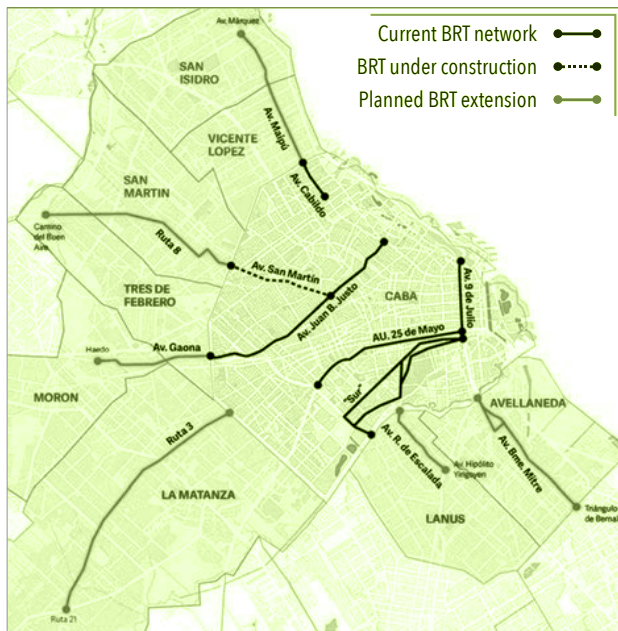 Av. Márquez
Current BRT network
BRT under construction
Planned BRT extension
SAN
ISIDRO
Av. Maipú
VICENTE
LOPEZ
Av. Cabildo
SAN
MARTIN
Camino
del Buen
Aire
Ruta 8
Av. San Martín
TRES DE
FEBRERO
Av. Juan B. Justo
CABA
Av. 9 de Julio
AU. 25 de Mayo
Haedo
Av. Gaona
MORON
"Sur"
AVELLANEDA
Ruta 3
Av. R. de Escalada
Av. Bme. Mitre
Av. Hipólito
Yirigoyen
LA MATANZA
LANUS
Triángulo
de Bernal
Ruta 21